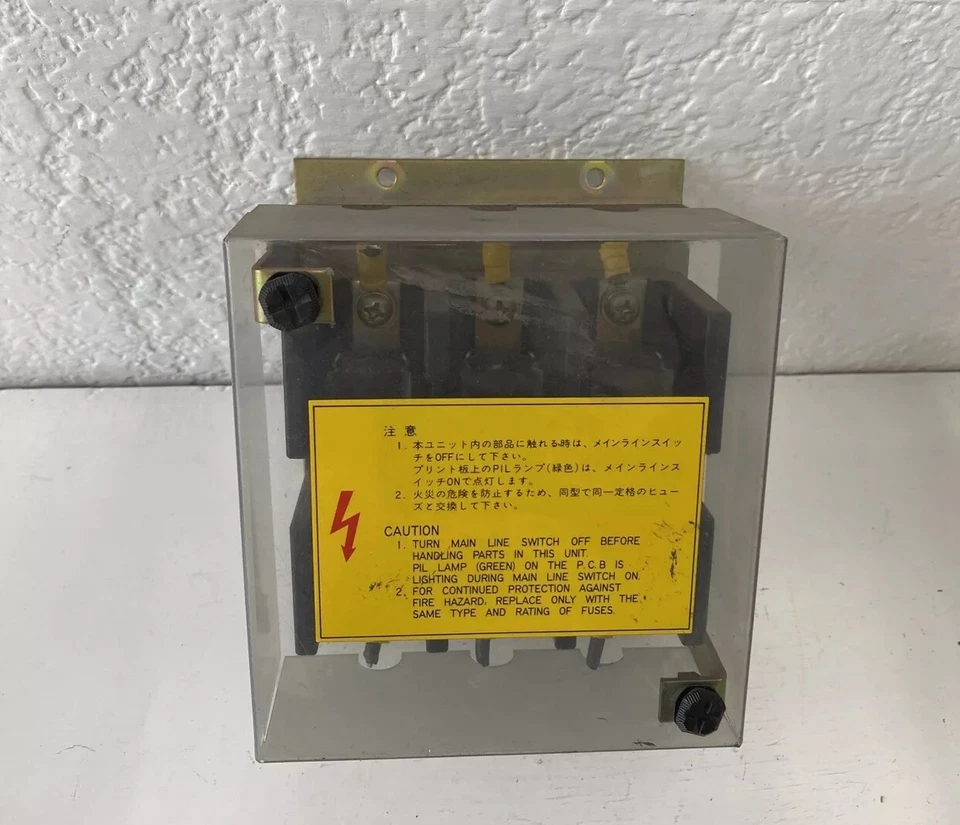 注意
1. 本ユニット内の部品に触れる時は、メインラインスイッ
チをOFFにして下さい。
プリント板上のPILランプ(緑色)は、メインラインス
イッチONで点灯します。
2. 火災の危険を防止するため、同型で同一定格のヒュー
ズと交換して下さい。
CAUTION
1. TURN MAIN LINE SWITCH OFF BEFORE
HANDLING PARTS IN THIS UNIT.
PIL LAMP (GREEN) ON THE P.C.B IS
LIGHTING DURING MAIN LINE SWITCH ON.
2. FOR CONTINUED PROTECTION AGAINST
FIRE HAZARD, REPLACE ONLY WITH THE
SAME TYPE AND RATING OF FUSES.